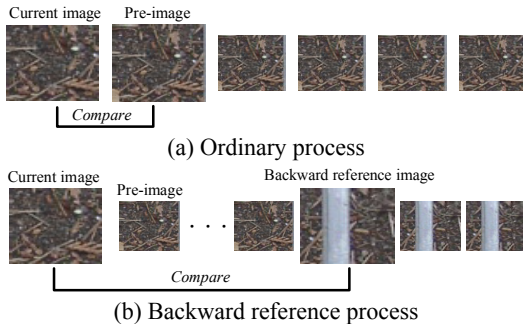 Current image Pre-image
Compare
(a) Ordinary process
Backward reference image
Current image
Pre-image
. . .
Compare
(b) Backward reference process